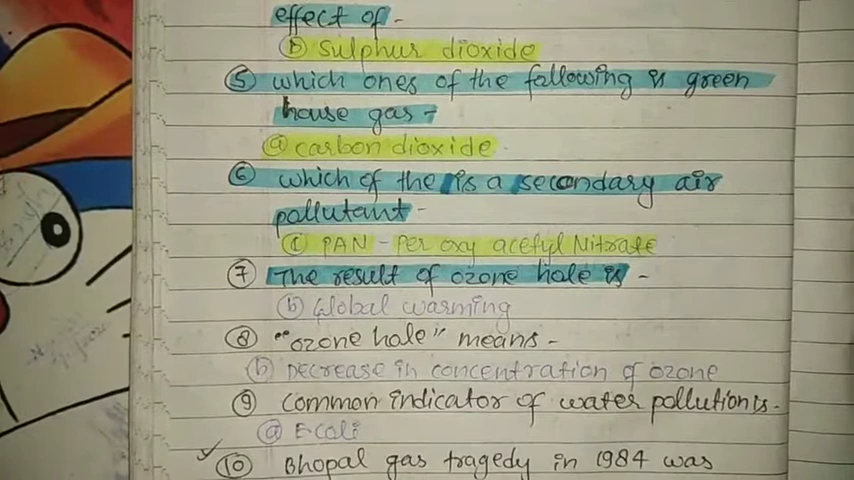 effect of -
(b) sulphur dioxide
(5) which ones of the following is green
house gas -
(a) carbon dioxide
(6) which of the is a secondary air
pollutant -
(c) PAN - Per oxy acetyl Nitrate
(7) The result of ozone hole is -
(b) Global warming
(8) "ozone hole" means -
(b) Decrease in concentration of ozone
(9) common indicator of water pollution is -
(a) E-coli
(10) Bhopal gas tragedy in 1984 was